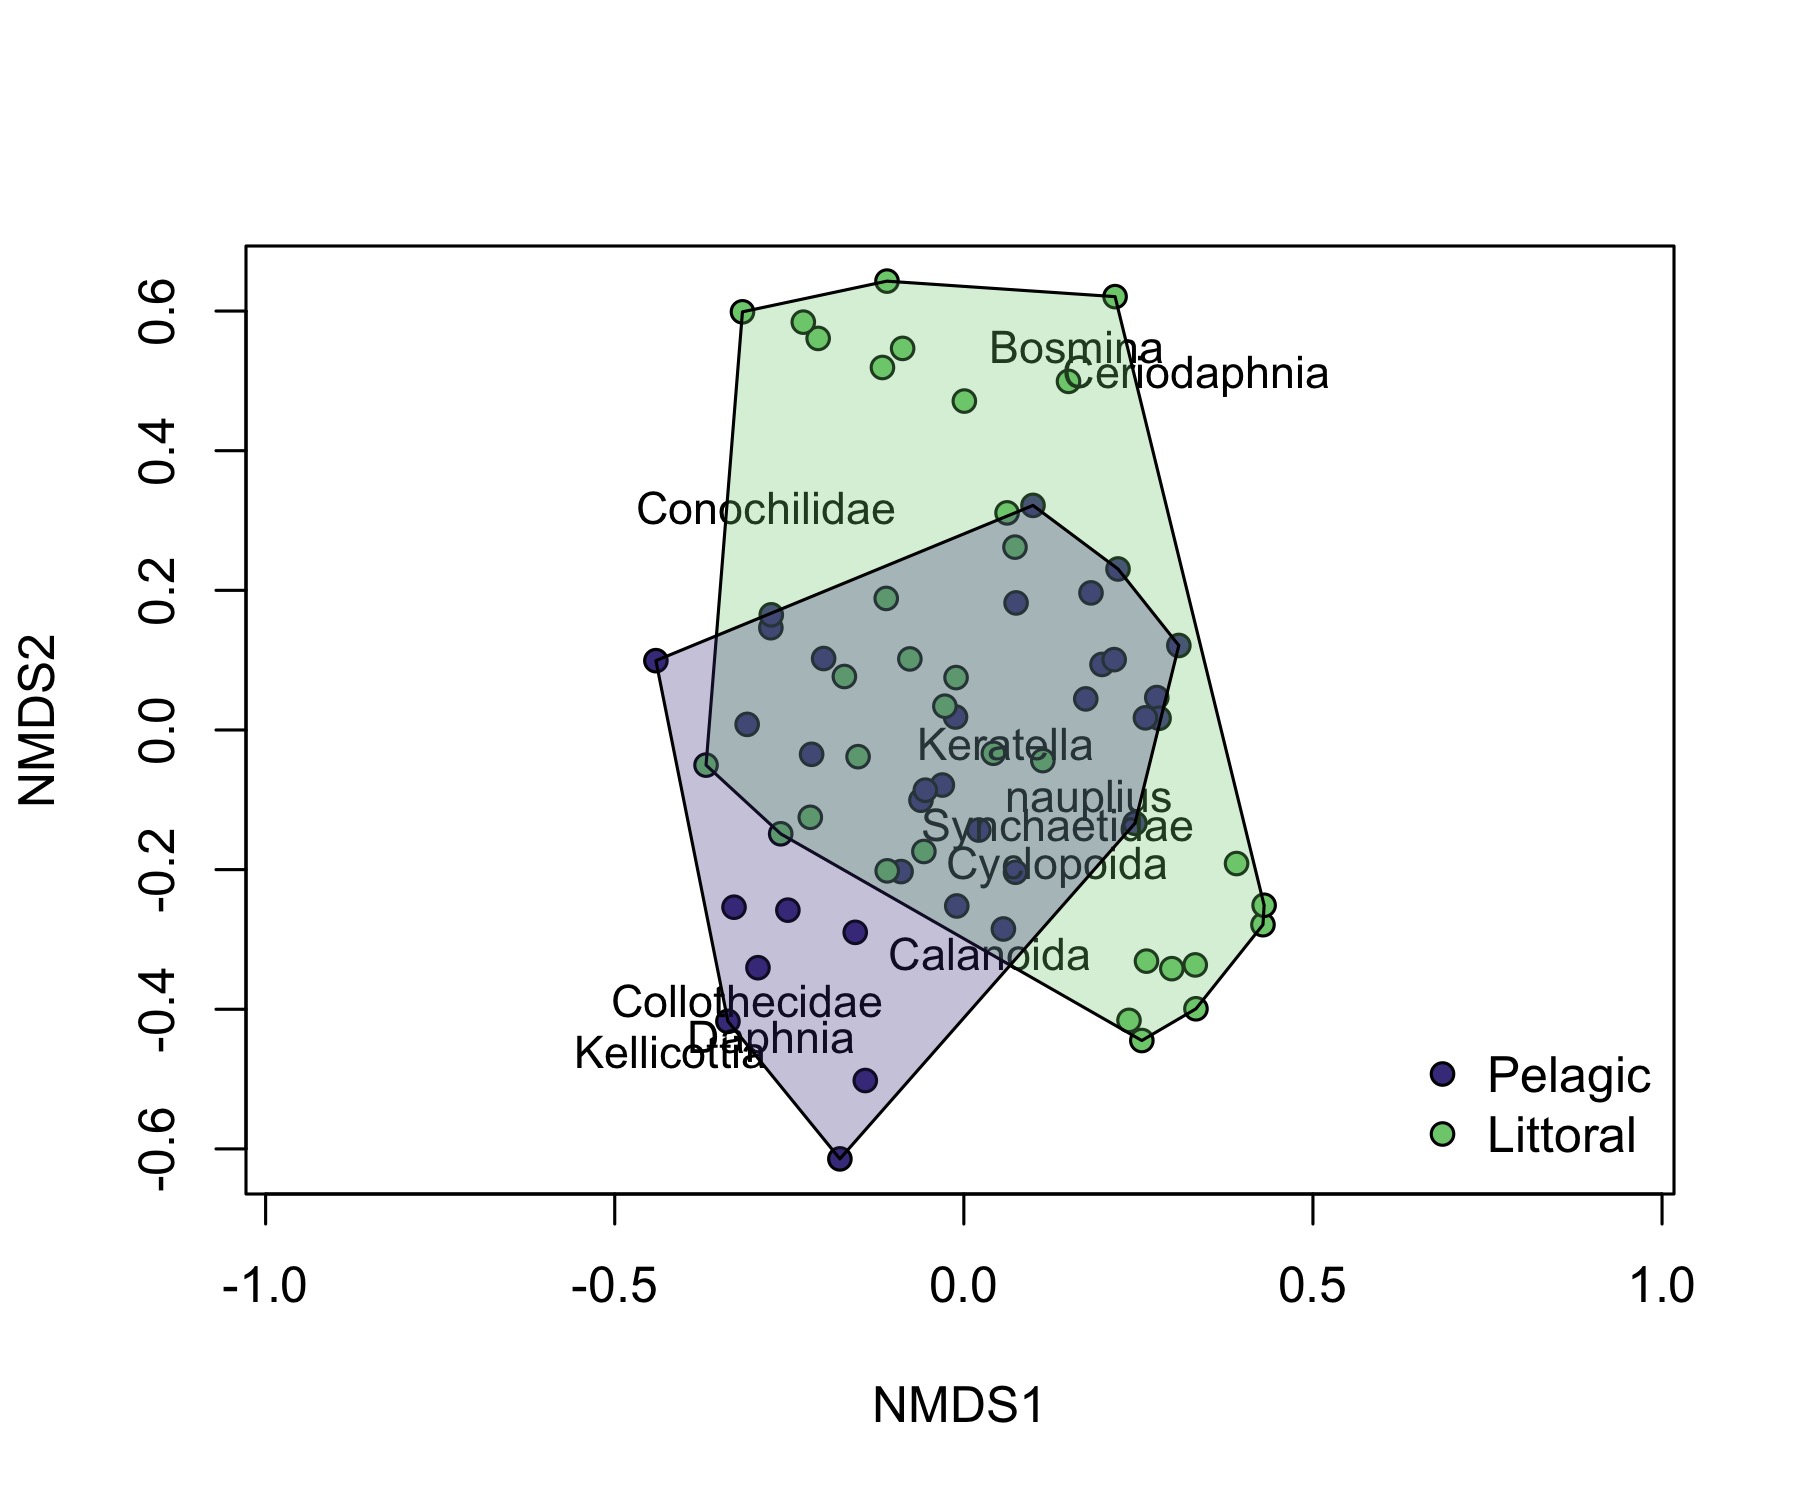 NMDS2
0.6
0.4
0.2
0.0
-0.2
-0.4
-0.6
Bosmina
Ceriodaphnia
Conochilidae
Keratella
nauplius
Synchaetidae
Cyclopoida
Calanoida
Collothecidae
Daphnia
Kellicottia
Pelagic
Littoral
-1.0 -0.5 0.0 0.5 1.0
NMDS1